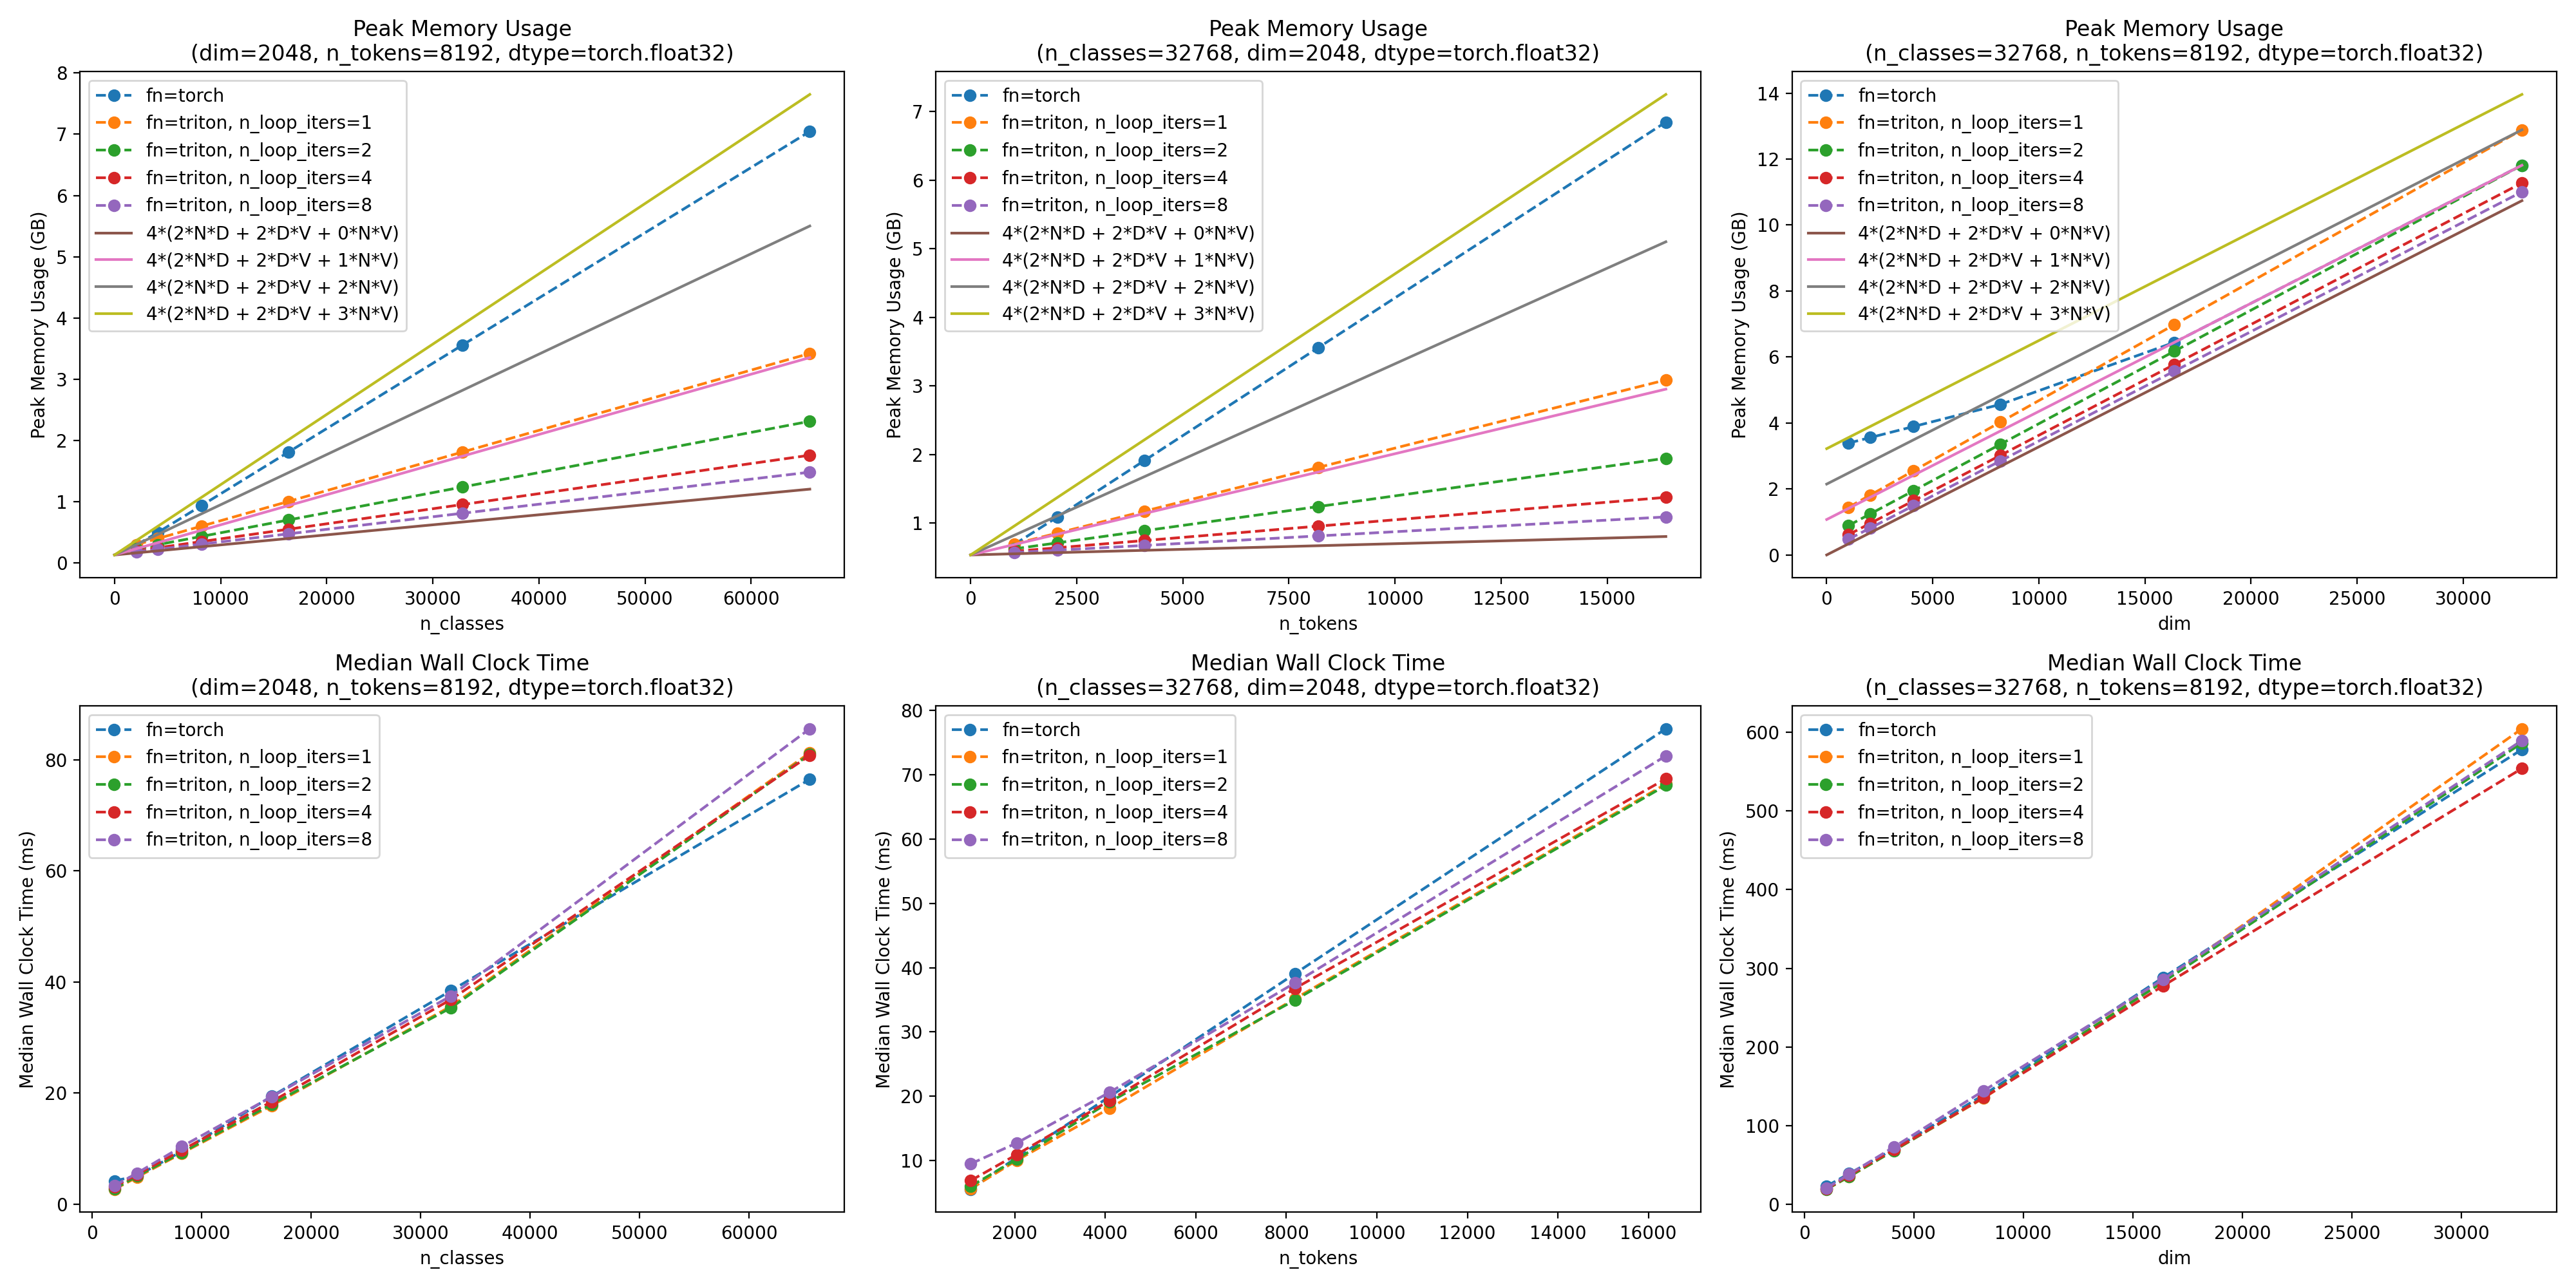 Peak Memory Usage
(dim=2048, n_tokens=8192, dtype=torch.float32)
Peak Memory Usage (GB)
8
7
6
5
4
3
2
1
0
fn=torch
fn=triton, n_loop_iters=1
fn=triton, n_loop_iters=2
fn=triton, n_loop_iters=4
fn=triton, n_loop_iters=8
4*(2*N*D + 2*D*V + 0*N*V)
4*(2*N*D + 2*D*V + 1*N*V)
4*(2*N*D + 2*D*V + 2*N*V)
4*(2*N*D + 2*D*V + 3*N*V)
0 10000 20000 30000 40000 50000 60000
n_classes
Peak Memory Usage
(n_classes=32768, dim=2048, dtype=torch.float32)
Peak Memory Usage (GB)
7
6
5
4
3
2
1
fn=torch
fn=triton, n_loop_iters=1
fn=triton, n_loop_iters=2
fn=triton, n_loop_iters=4
fn=triton, n_loop_iters=8
4*(2*N*D + 2*D*V + 0*N*V)
4*(2*N*D + 2*D*V + 1*N*V)
4*(2*N*D + 2*D*V + 2*N*V)
4*(2*N*D + 2*D*V + 3*N*V)
0 2500 5000 7500 10000 12500 15000
n_tokens
Peak Memory Usage
(n_classes=32768, n_tokens=8192, dtype=torch.float32)
Peak Memory Usage (GB)
14
12
10
8
6
4
2
0
fn=torch
fn=triton, n_loop_iters=1
fn=triton, n_loop_iters=2
fn=triton, n_loop_iters=4
fn=triton, n_loop_iters=8
4*(2*N*D + 2*D*V + 0*N*V)
4*(2*N*D + 2*D*V + 1*N*V)
4*(2*N*D + 2*D*V + 2*N*V)
4*(2*N*D + 2*D*V + 3*N*V)
0 5000 10000 15000 20000 25000 30000
dim
Median Wall Clock Time
(dim=2048, n_tokens=8192, dtype=torch.float32)
Median Wall Clock Time (ms)
80
60
40
20
0
fn=torch
fn=triton, n_loop_iters=1
fn=triton, n_loop_iters=2
fn=triton, n_loop_iters=4
fn=triton, n_loop_iters=8
0 10000 20000 30000 40000 50000 60000
n_classes
Median Wall Clock Time
(n_classes=32768, dim=2048, dtype=torch.float32)
Median Wall Clock Time (ms)
80
70
60
50
40
30
20
10
fn=torch
fn=triton, n_loop_iters=1
fn=triton, n_loop_iters=2
fn=triton, n_loop_iters=4
fn=triton, n_loop_iters=8
2000 4000 6000 8000 10000 12000 14000 16000
n_tokens
Median Wall Clock Time
(n_classes=32768, n_tokens=8192, dtype=torch.float32)
Median Wall Clock Time (ms)
600
500
400
300
200
100
0
fn=torch
fn=triton, n_loop_iters=1
fn=triton, n_loop_iters=2
fn=triton, n_loop_iters=4
fn=triton, n_loop_iters=8
0 5000 10000 15000 20000 25000 30000
dim